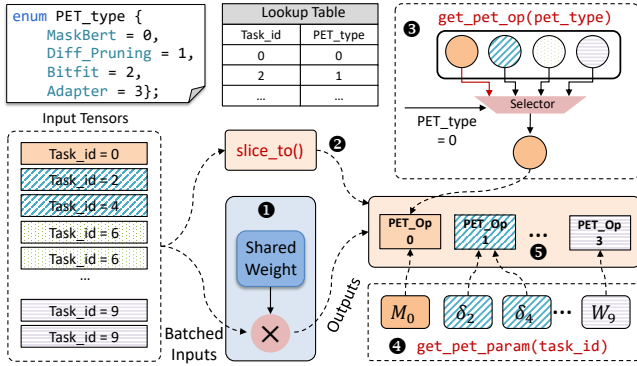 enum PET_type {
MaskBert = 0,
Diff_Pruning = 1,
Bitfit = 2,
Adapter = 3};
Lookup Table
Task_id PET_type
0 0
2 1
... ...
❸ get_pet_op(pet_type)
Selector
PET_type
= 0
Input Tensors
Task_id = 0
Task_id = 2
Task_id = 4
Task_id = 6
Task_id = 6
...
Task_id = 9
Task_id = 9
slice_to()
❷
❶
Shared
Weight
×
Batched
Inputs
Outputs
PET_Op
0
PET_Op
1
...
PET_Op
3
❺
M0
δ2
δ4
...
W9
❹ get_pet_param(task_id)